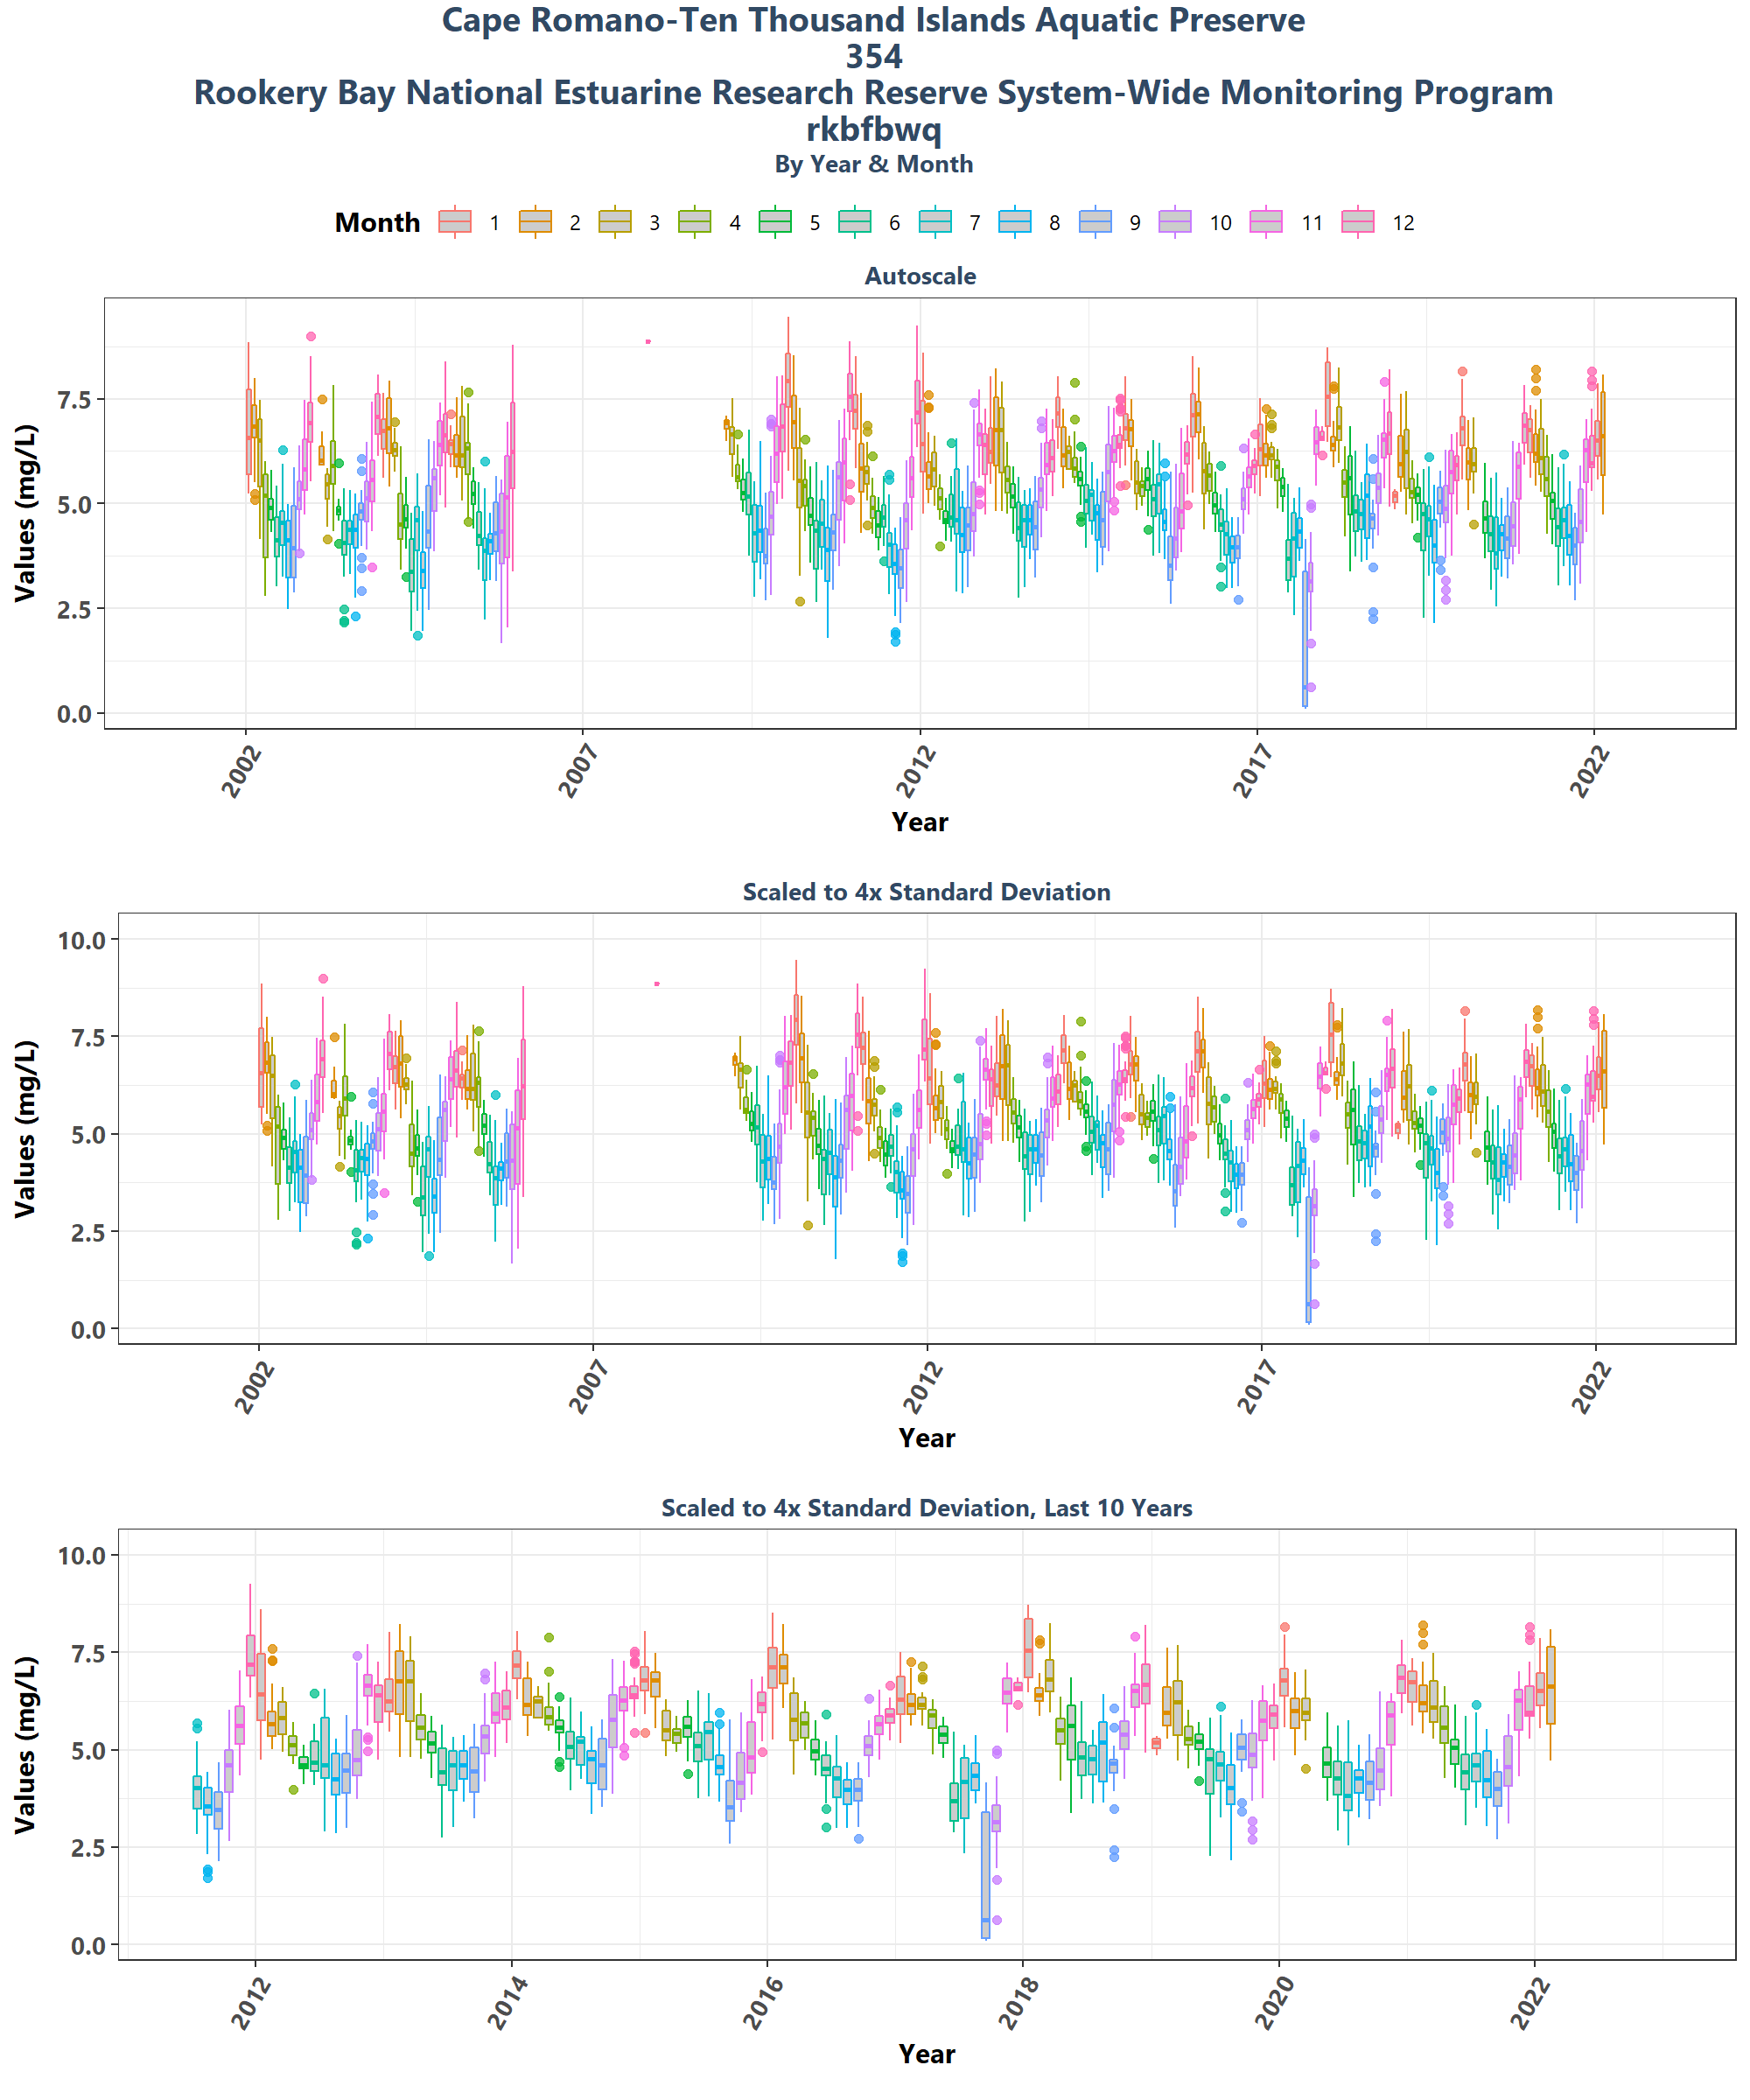 Cape Romano-Ten Thousand Islands Aquatic Preserve
354
Rookery Bay National Estuarine Research Reserve System-Wide Monitoring Program
rkbfbwq
By Year & Month
Month 1 2 3 4 5 6 7 8 9 10 11 12
Autoscale
Values (mg/L)
7.5
5.0
2.5
0.0
2002 2007 2012 2017 2022
Year
Scaled to 4x Standard Deviation
Values (mg/L)
10.0
7.5
5.0
2.5
0.0
2002 2007 2012 2017 2022
Year
Scaled to 4x Standard Deviation, Last 10 Years
Values (mg/L)
10.0
7.5
5.0
2.5
0.0
2012 2014 2016 2018 2020 2022
Year